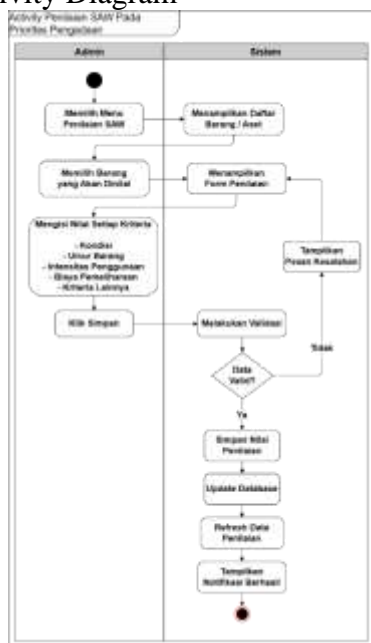 Activity Diagram
Activity Penilaian SAW Pada
Prioritas Pengadaan
Admin
Sistem
Memilih Menu
Penilaian SAW
Menampilkan Daftar
Barang / Aset
Memilih Barang
yang Akan Dinilai
Menampilkan
Form Penilaian
Mengisi Nilai Setiap Kriteria
- Kondisi
- Umur Barang
- Intensitas Penggunaan
- Biaya Pemeliharaan
- Kriteria Lainnya
Tampilkan
Pesan Kesalahan
Klik Simpan
Melakukan Validasi
Tidak
Data
Valid?
Ya
Simpan Nilai
Penilaian
Update Database
Refresh Data
Penilaian
Tampilkan
Notifikasi Berhasil